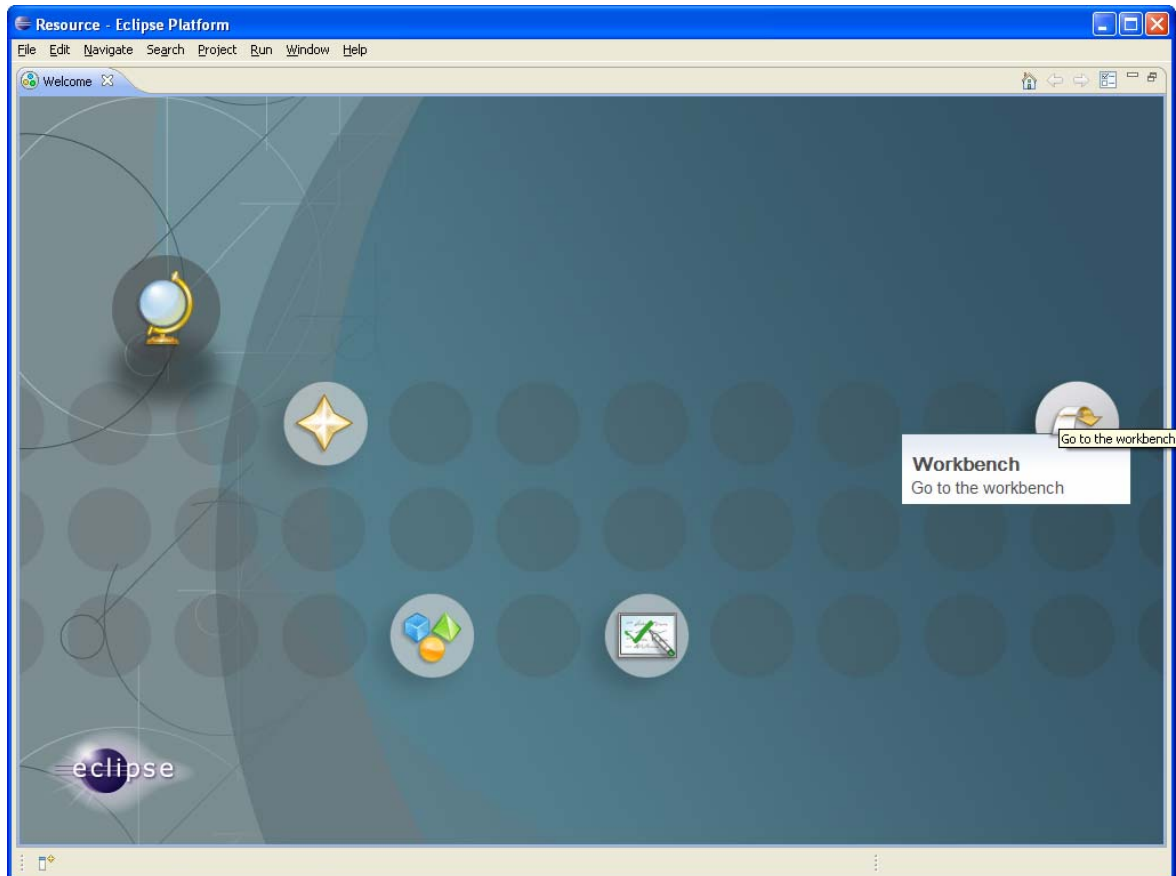 Resource - Eclipse Platform
File Edit Navigate Search Project Run Window Help
Welcome
Go to the workbench
Workbench
Go to the workbench
eclipse